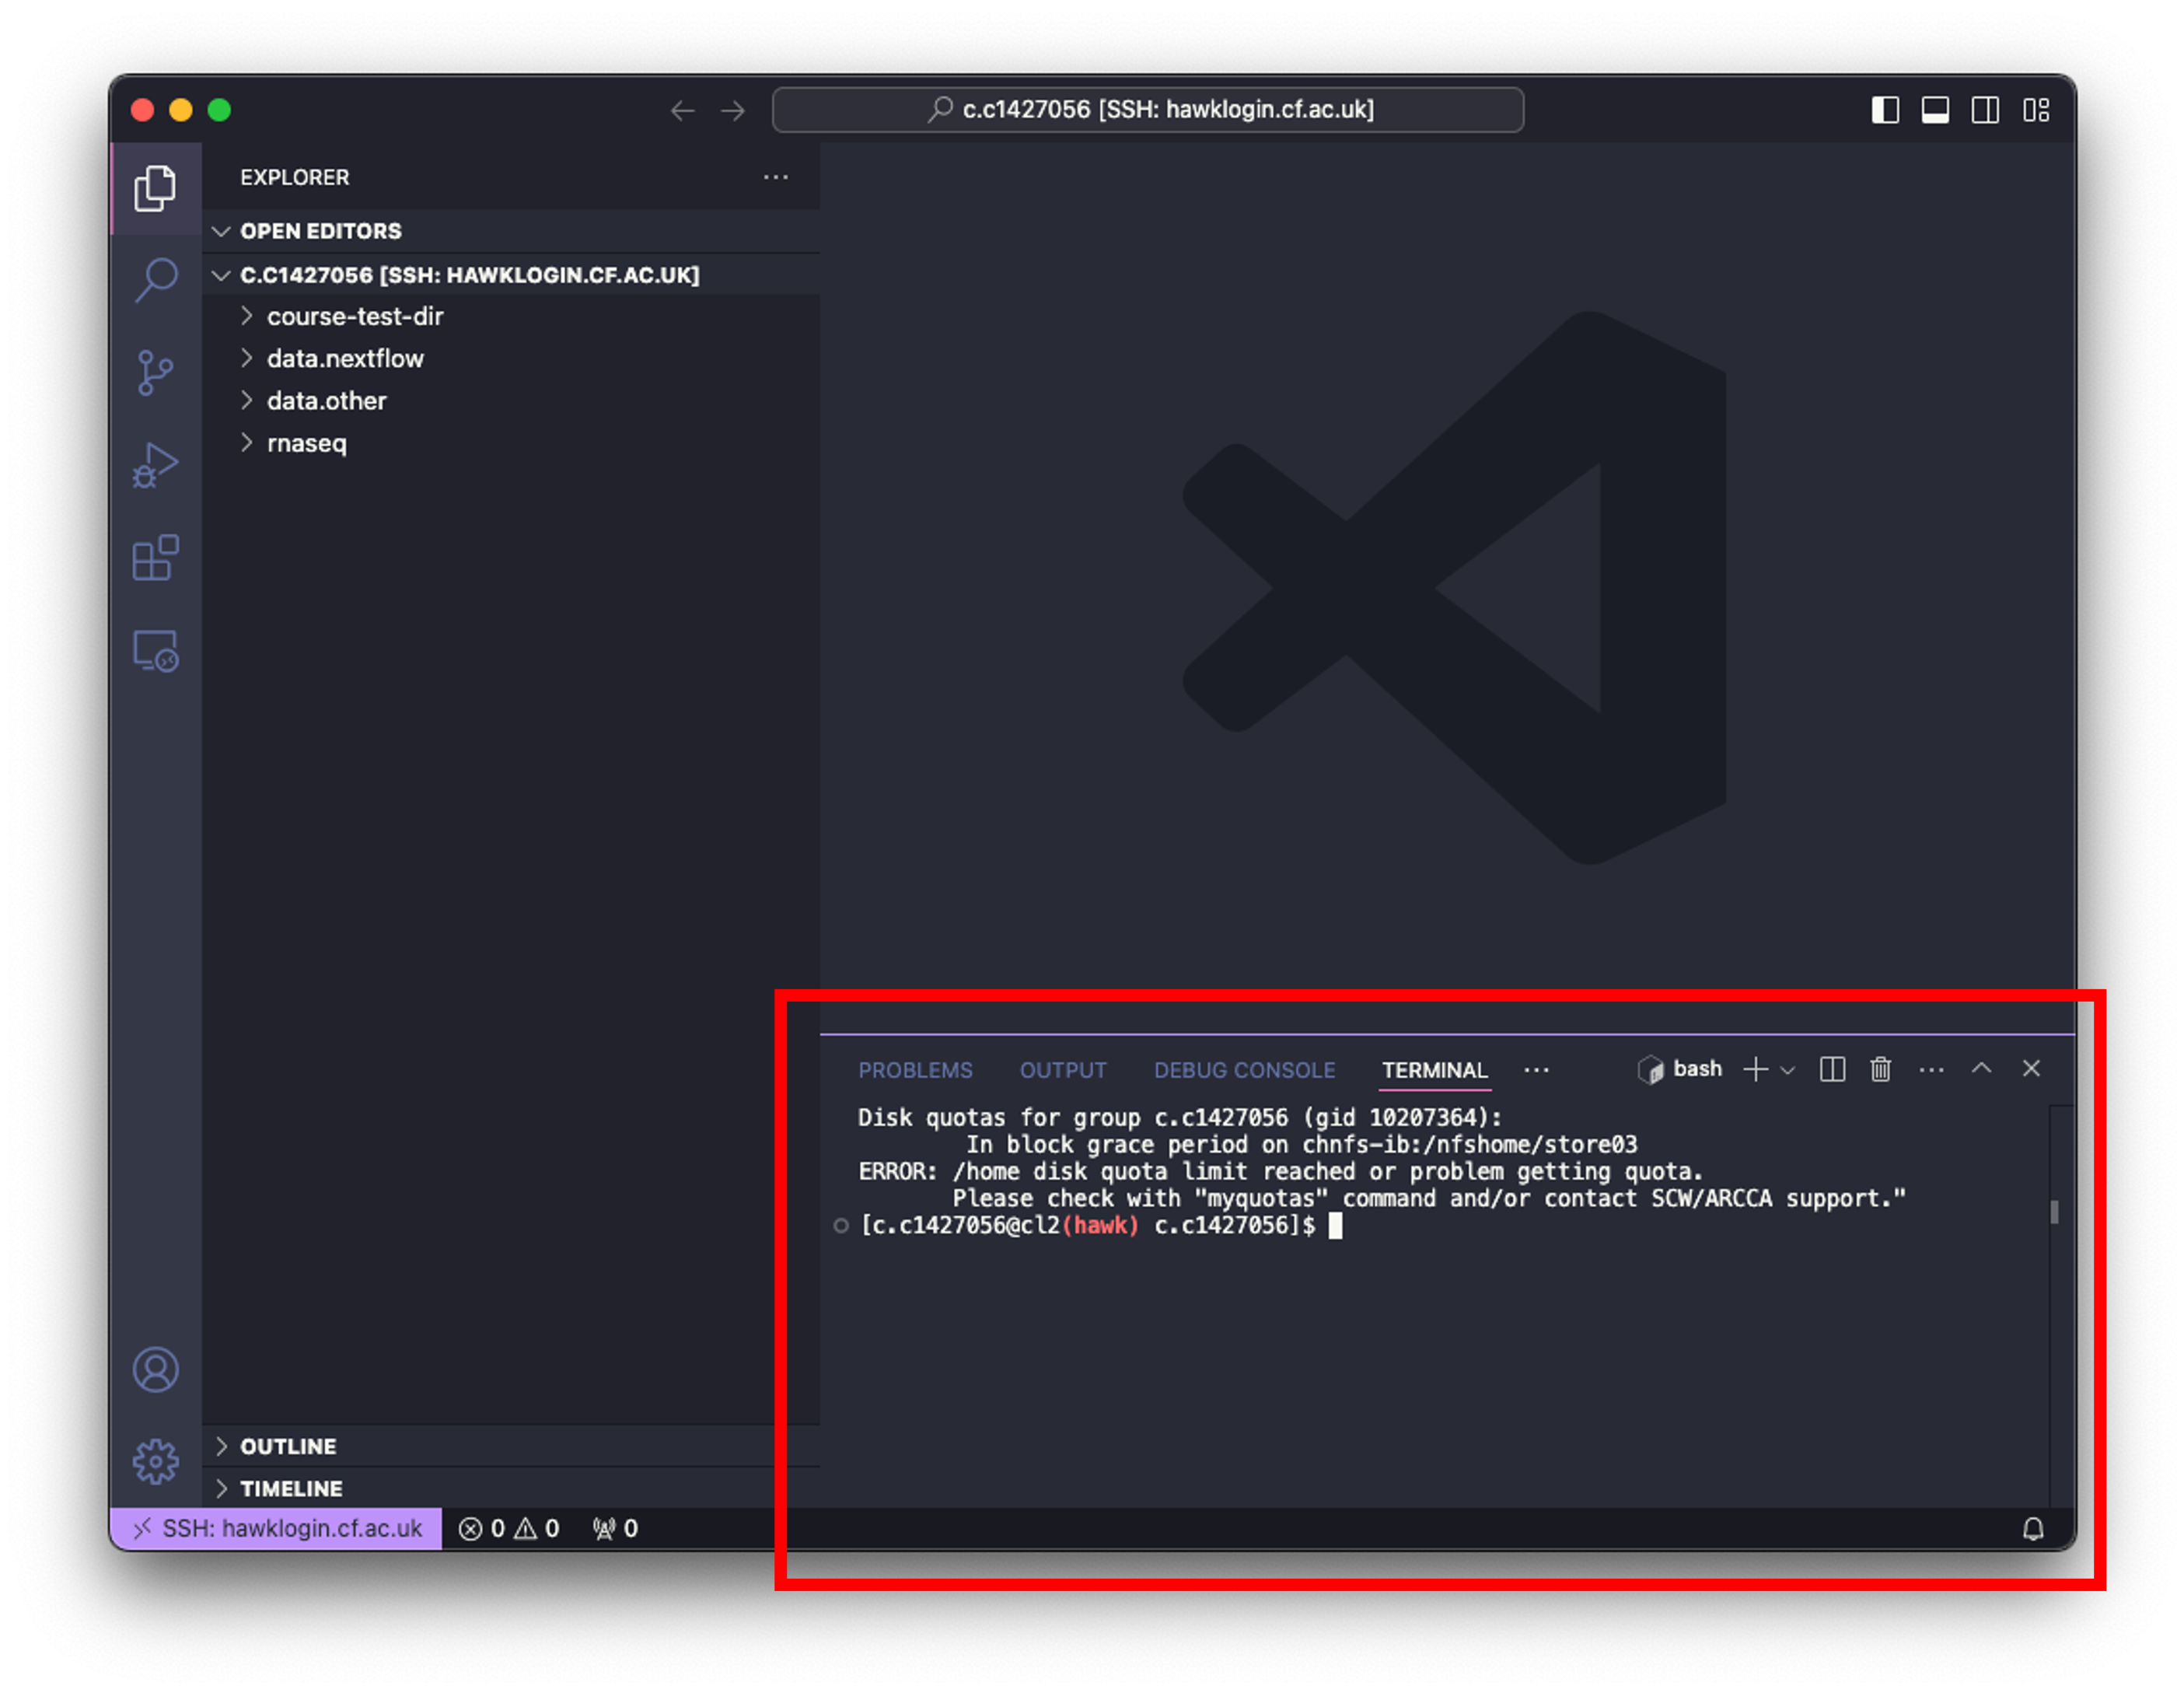 c.c1427056 [SSH: hawklogin.cf.ac.uk]
EXPLORER
OPEN EDITORS
C.C1427056 [SSH: HAWKLOGIN.CF.AC.UK]
course-test-dir
data.nextflow
data.other
rnaseq
PROBLEMS OUTPUT DEBUG CONSOLE TERMINAL bash
Disk quotas for group c.c1427056 (gid 10207364):
In block grace period on chnfs-ib:/nfshome/store03
ERROR: /home disk quota limit reached or problem getting quota.
Please check with "myquotas" command and/or contact SCW/ARCCA support."
[c.c1427056@cl2(hawk) c.c1427056]$
OUTLINE
TIMELINE
SSH: hawklogin.cf.ac.uk 0 0 0